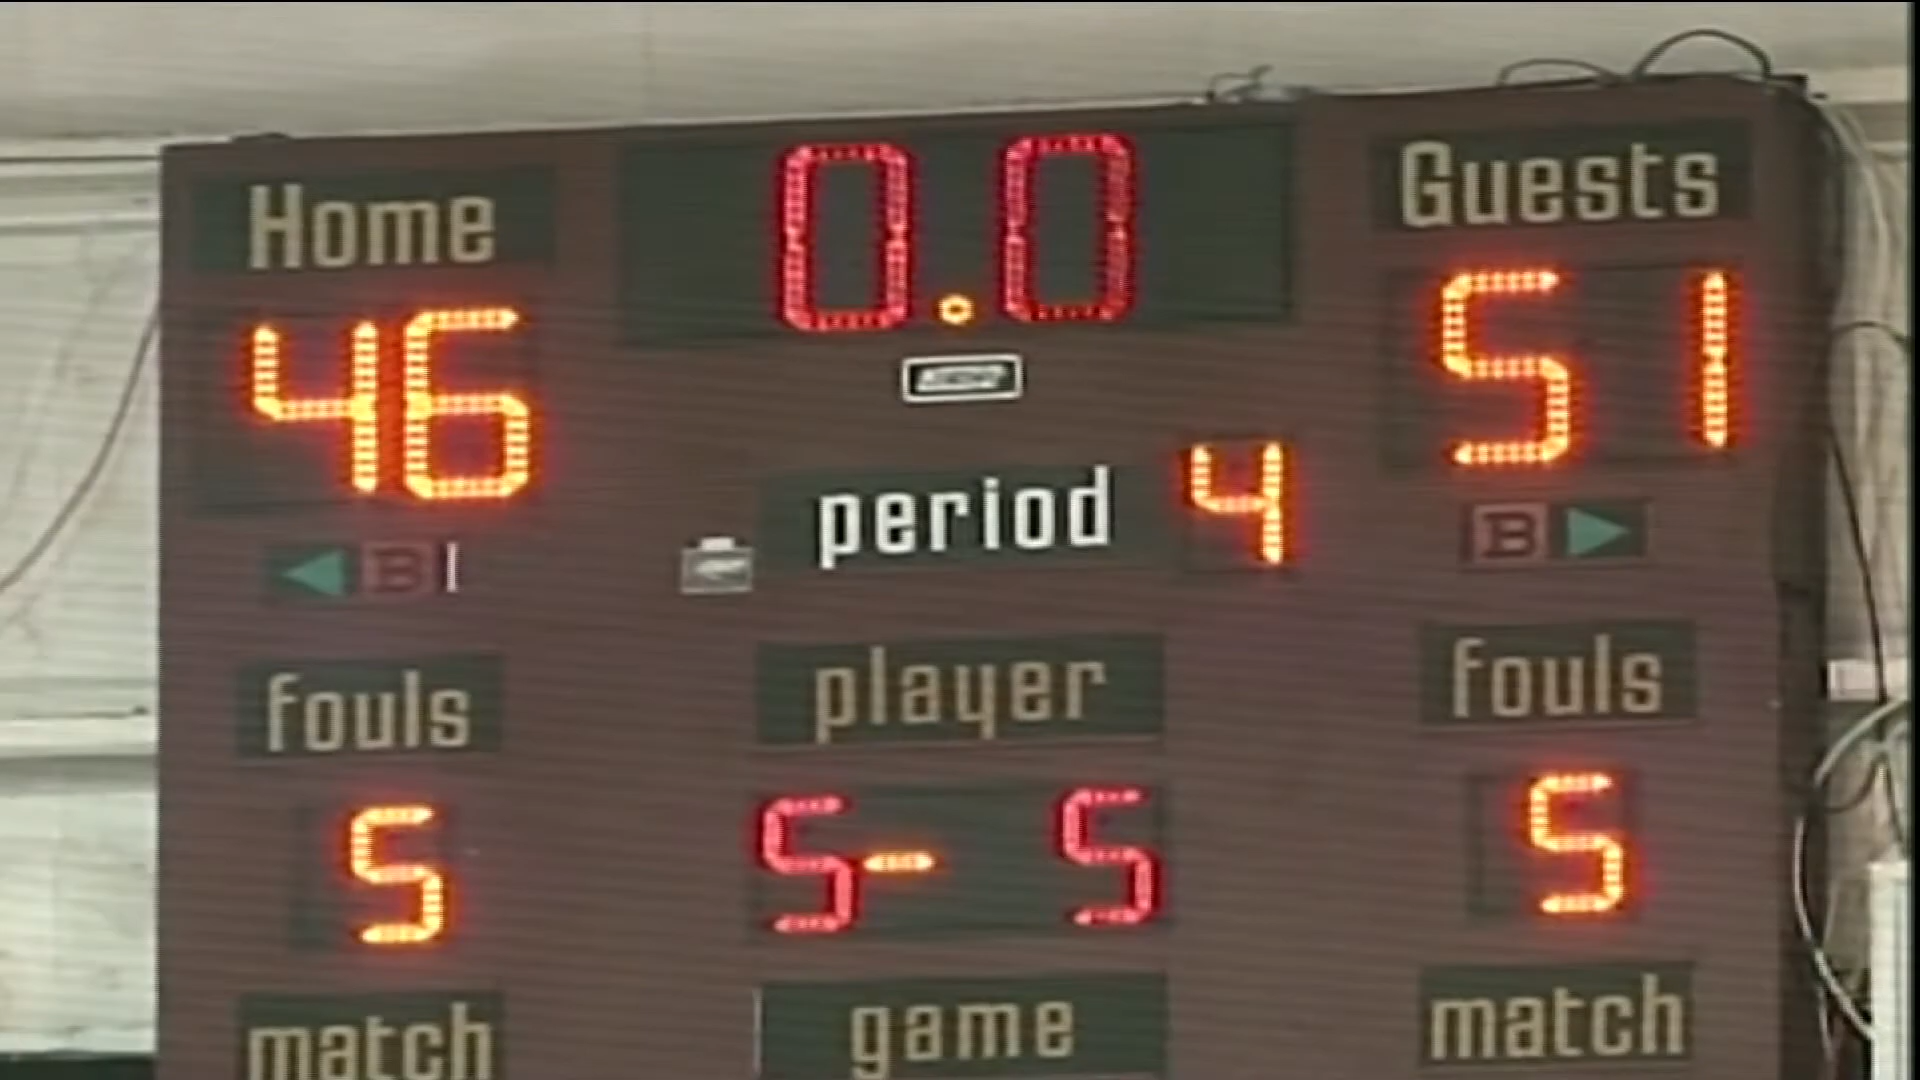 Home 0.0 Guests
46 51
period 4
B B
fouls player fouls
5 5- 5 5
match game match